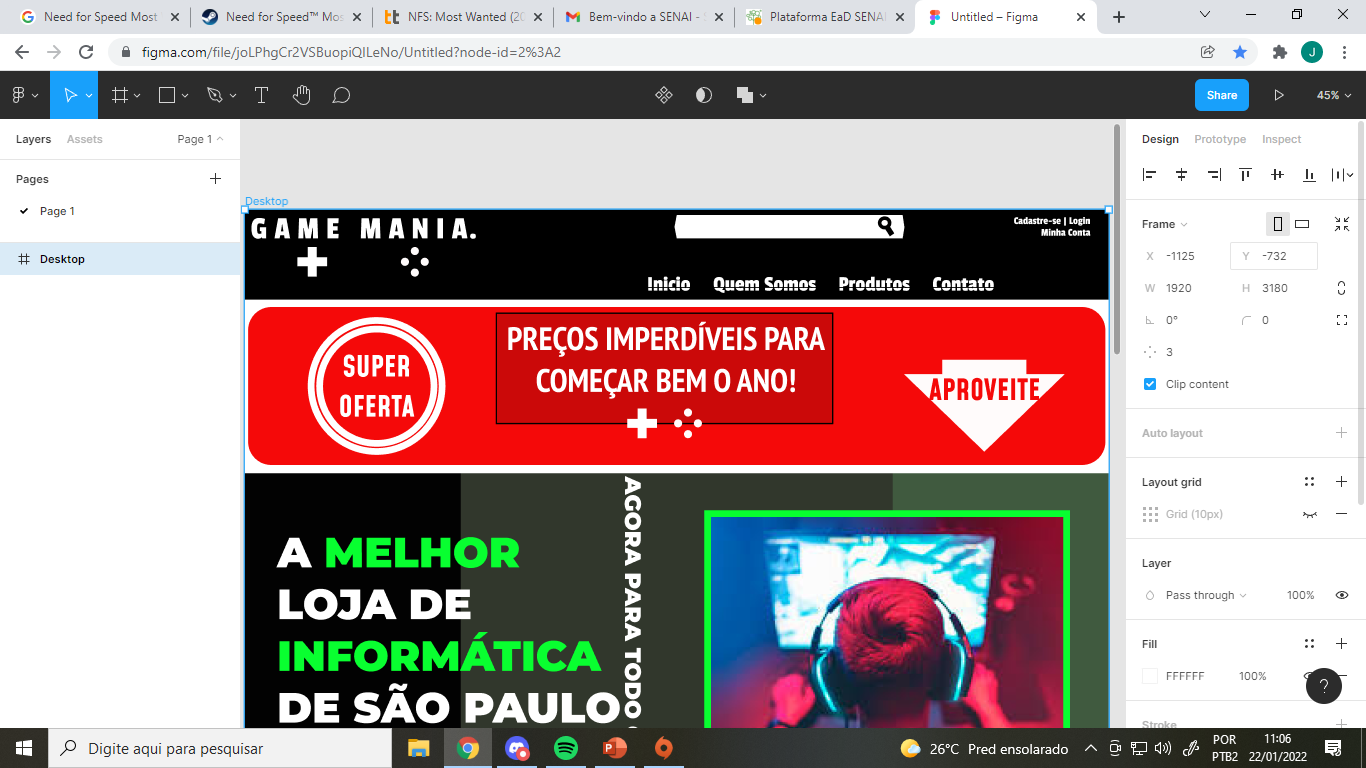 Need for Speed Most
Need for Speed™ Mos
NFS: Most Wanted (20
Bem-vindo a SENAI - S
Plataforma EaD SENAI
Untitled – Figma
figma.com/file/joLPhgCr2VSBuopiQlLeNo/Untitled?node-id=2%3A2
J
Share
45%
Layers
Assets
Page 1
Pages
Page 1
Desktop
Desktop
GAME MANIA.
Cadastre-se | Login
Minha Conta
Inicio
Quem Somos
Produtos
Contato
SUPER
OFERTA
PREÇOS IMPERDÍVEIS PARA
COMEÇAR BEM O ANO!
APROVEITE
A MELHOR
LOJA DE
INFORMÁTICA
DE SÃO PAULO
AGORA PARA TODO
Design
Prototype
Inspect
Frame
X -1125
Y -732
W 1920
H 3180
0°
0
3
Clip content
Auto layout
Layout grid
Grid (10px)
Layer
Pass through
100%
Fill
FFFFFF
100%
Stroke
?
Digite aqui para pesquisar
26°C Pred ensolarado
POR
PTB2
11:06
22/01/2022